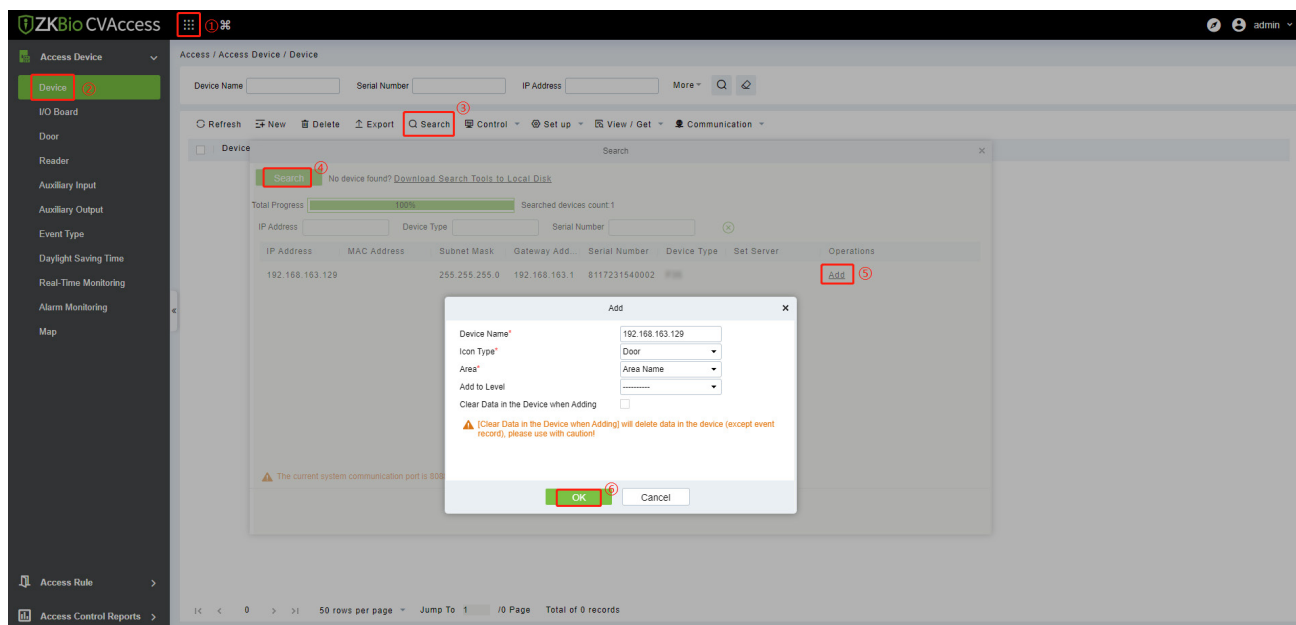 ZKBio CVAccess ① ⌘ admin
Access Device
Access / Access Device / Device
Device ②
Device Name Serial Number IP Address More
I/O Board
③
Refresh New Delete Export Search Control Set up View / Get Communication
Door
Device Search
Reader
④
Search No device found? Download Search Tools to Local Disk
Auxiliary Input
Total Progress 100% Searched devices count:1
Auxiliary Output
IP Address Device Type Serial Number
Event Type
IP Address MAC Address Subnet Mask Gateway Add... Serial Number Device Type Set Server Operations
Daylight Saving Time
192.168.163.129 255.255.255.0 192.168.163.1 8117231540002 Add ⑤
Real-Time Monitoring
Alarm Monitoring
Map
Add
Device Name* 192.168.163.129
Icon Type* Door
Area* Area Name
Add to Level ----------
Clear Data in the Device when Adding
[Clear Data in the Device when Adding] will delete data in the device (except event
record), please use with caution!
The current system communication port is 808
⑥
OK Cancel
Access Rule
0 50 rows per page Jump To 1 /0 Page Total of 0 records
Access Control Reports